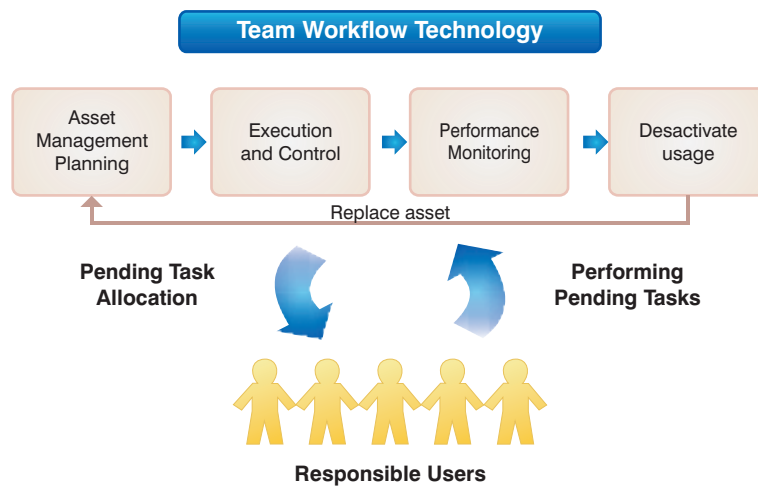 Team Workflow Technology
Asset
Management
Planning
Execution
and Control
Performance
Monitoring
Desactivate
usage
Replace asset
Pending Task
Allocation
Performing
Pending Tasks
Responsible Users